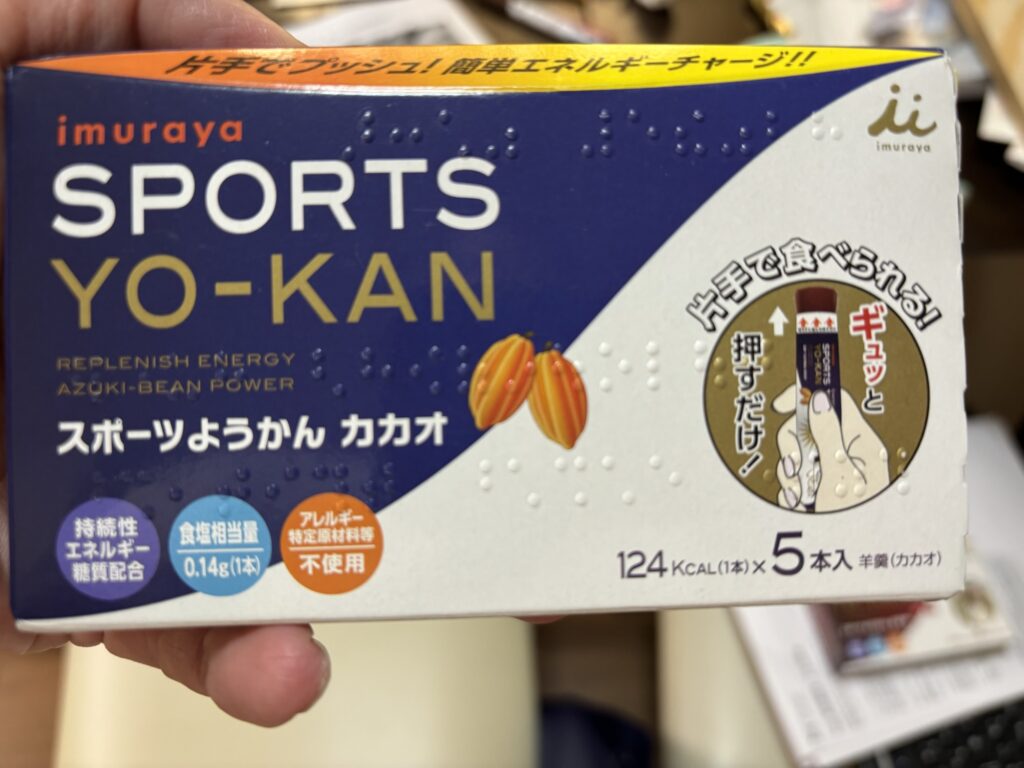 片手でプッシュ! 簡単エネルギーチャージ!!
imuraya
SPORTS
YO-KAN
REPLENISH ENERGY
AZUKI-BEAN POWER
スポーツようかん カカオ
持続性
エネルギー
糖質配合
食塩相当量
0.14g(1本)
アレルギー
特定原材料等
不使用
imuraya
片手で食べられる!
ギュッと
押すだけ!
SPORTS
YO-KAN
124 KCAL(1本)× 5本入 羊羹(カカオ)